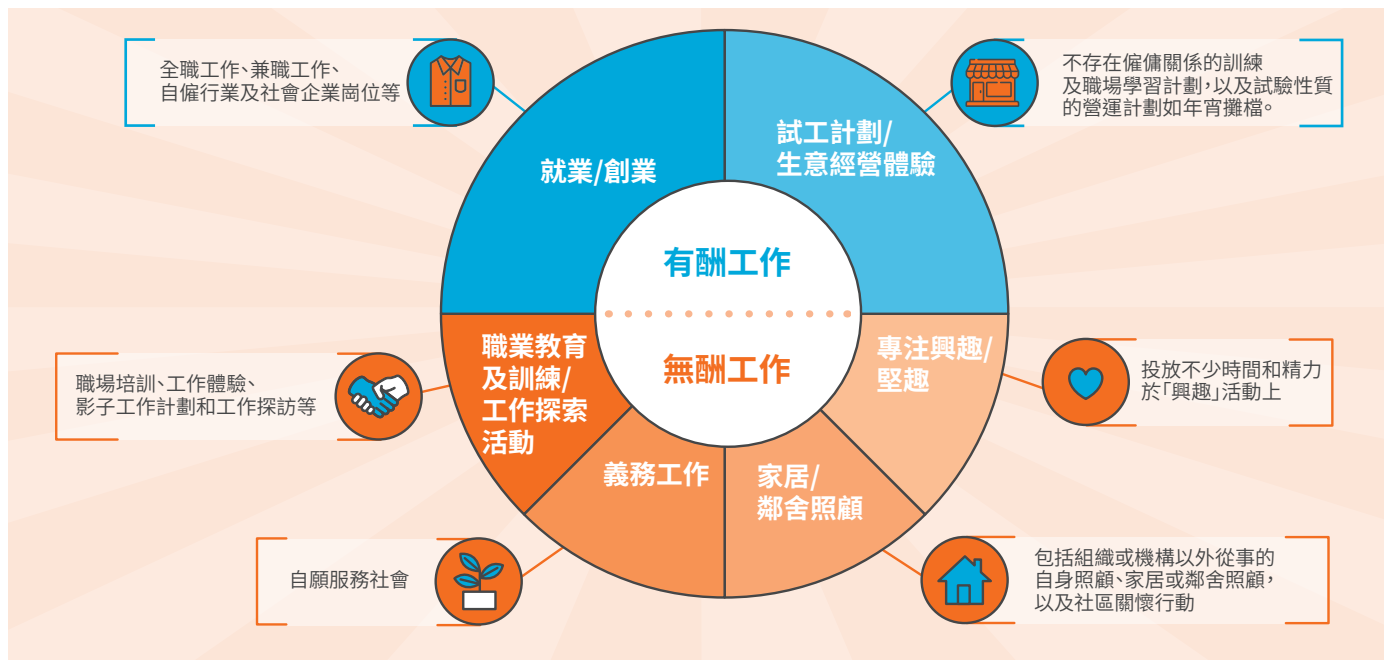 全職工作、兼職工作、
自僱行業及社會企業崗位等
不存在僱傭關係的訓練
及職場學習計劃，以及試驗性質
的營運計劃如年宵攤檔。
就業/創業
試工計劃/
生意經營體驗
有酬工作
無酬工作
職業教育
及訓練/
工作探索
活動
專注興趣/
堅趣
義務工作
家居/
鄰舍照顧
職場培訓、工作體驗、
影子工作計劃和工作探訪等
投放不少時間和精力
於「興趣」活動上
自願服務社會
包括組織或機構以外從事的
自身照顧、家居或鄰舍照顧，
以及社區關懷行動